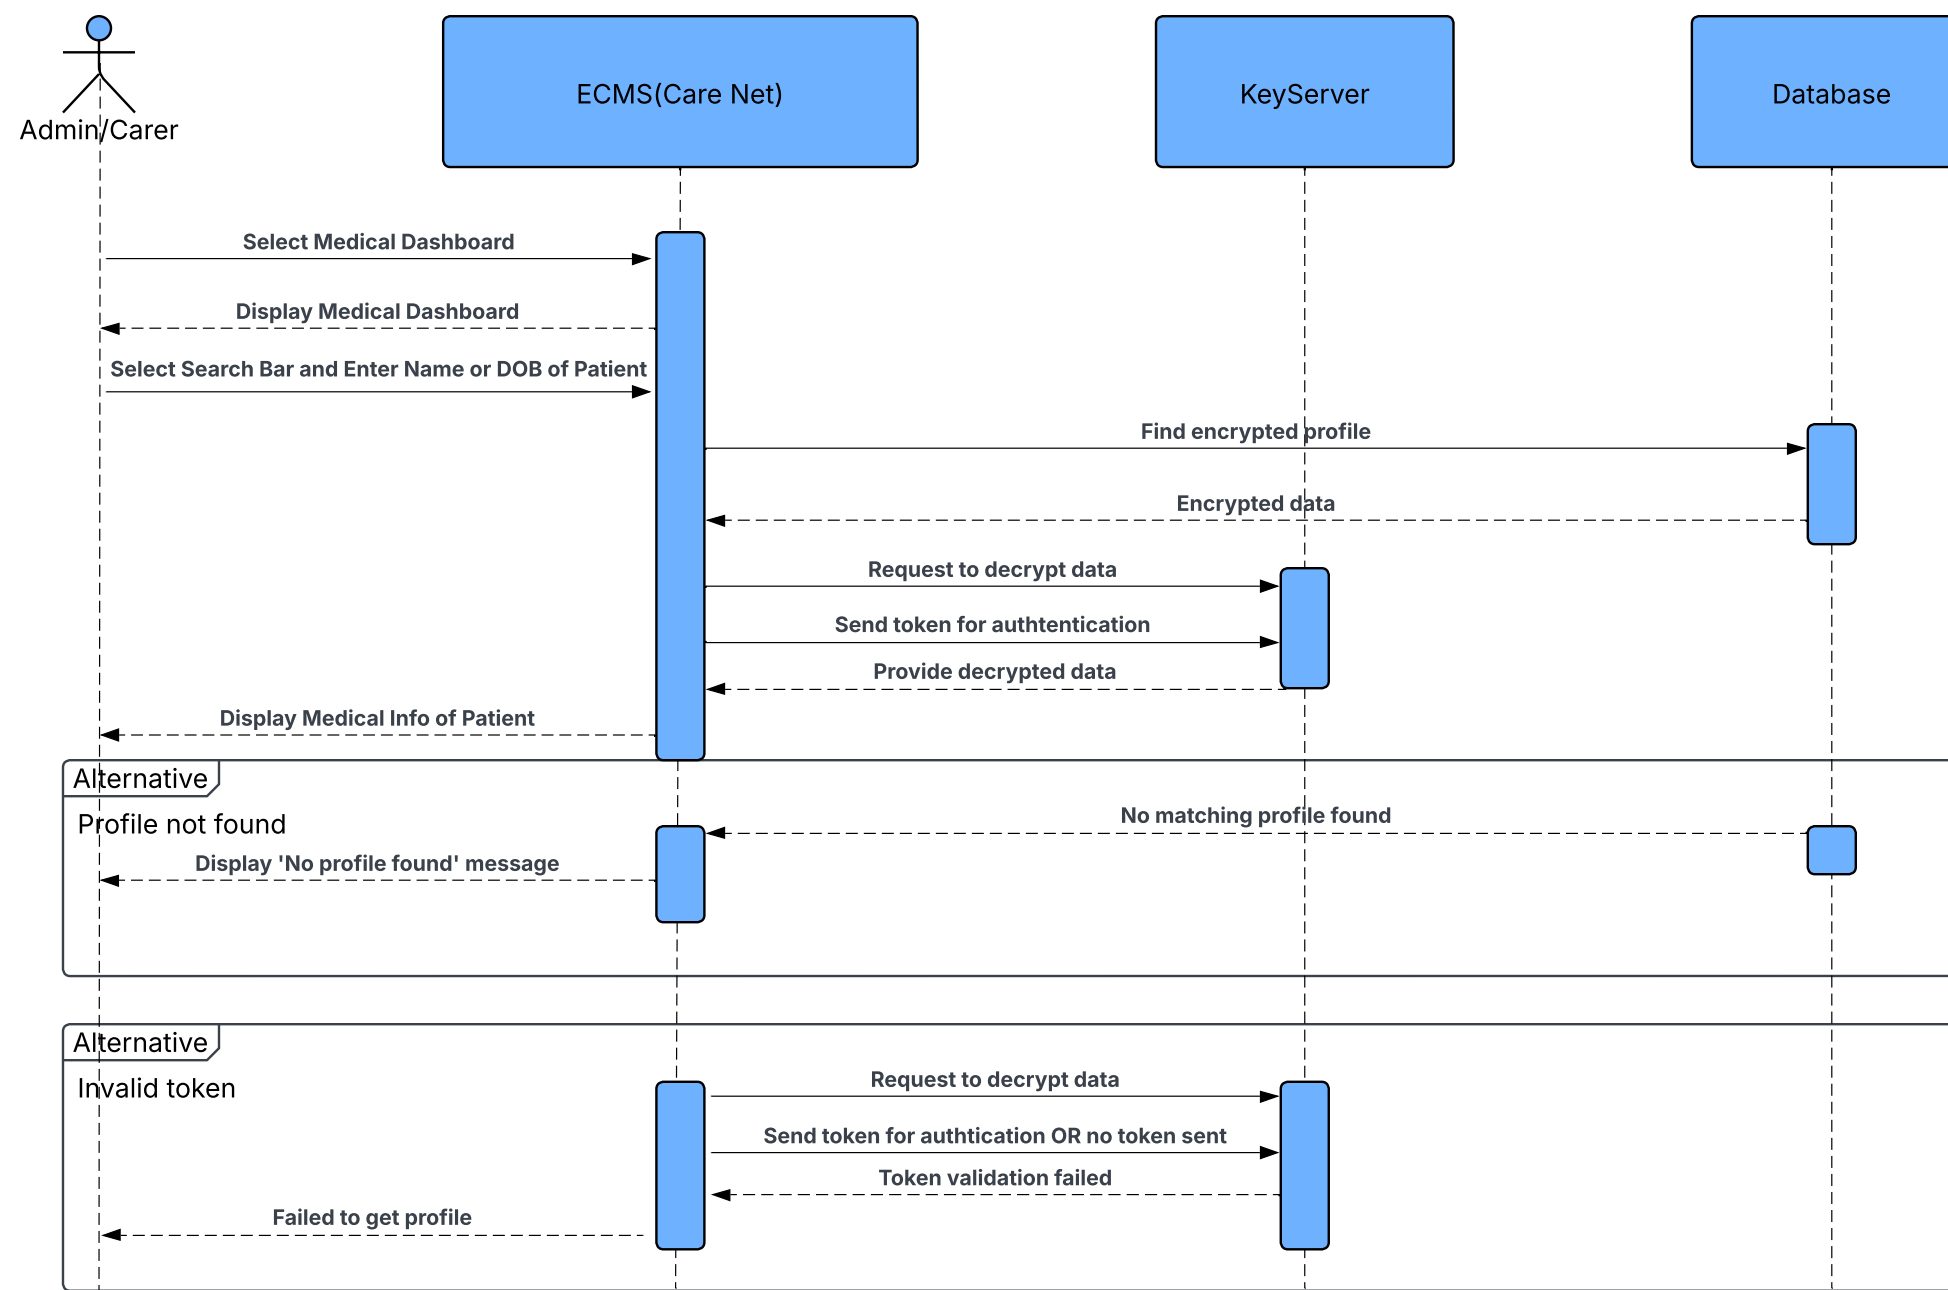 Admin/Carer
ECMS(Care Net)
KeyServer
Database
Select Medical Dashboard
Display Medical Dashboard
Select Search Bar and Enter Name or DOB of Patient
Find encrypted profile
Encrypted data
Request to decrypt data
Send token for authtentication
Provide decrypted data
Display Medical Info of Patient
Alternative
Profile not found
No matching profile found
Display 'No profile found' message
Alternative
Invalid token
Request to decrypt data
Send token for authtication OR no token sent
Token validation failed
Failed to get profile